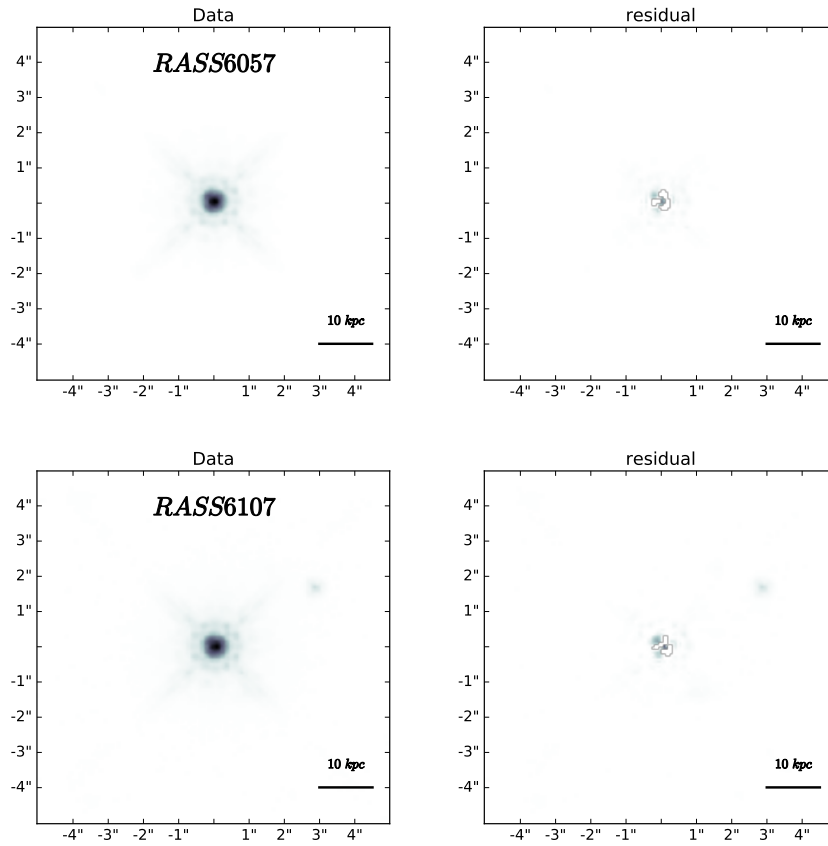 Data
residual
RASS6057
4"
4"
3"
3"
2"
2"
1"
1"
-1"
-1"
-2"
-2"
-3"
10 kpc
-3"
10 kpc
-4"
-4"
-4" -3" -2" -1" 1" 2" 3" 4"
-4" -3" -2" -1" 1" 2" 3" 4"
Data
residual
RASS6107
4"
4"
3"
3"
2"
2"
1"
1"
-1"
-1"
-2"
-2"
-3"
10 kpc
-3"
10 kpc
-4"
-4"
-4" -3" -2" -1" 1" 2" 3" 4"
-4" -3" -2" -1" 1" 2" 3" 4"